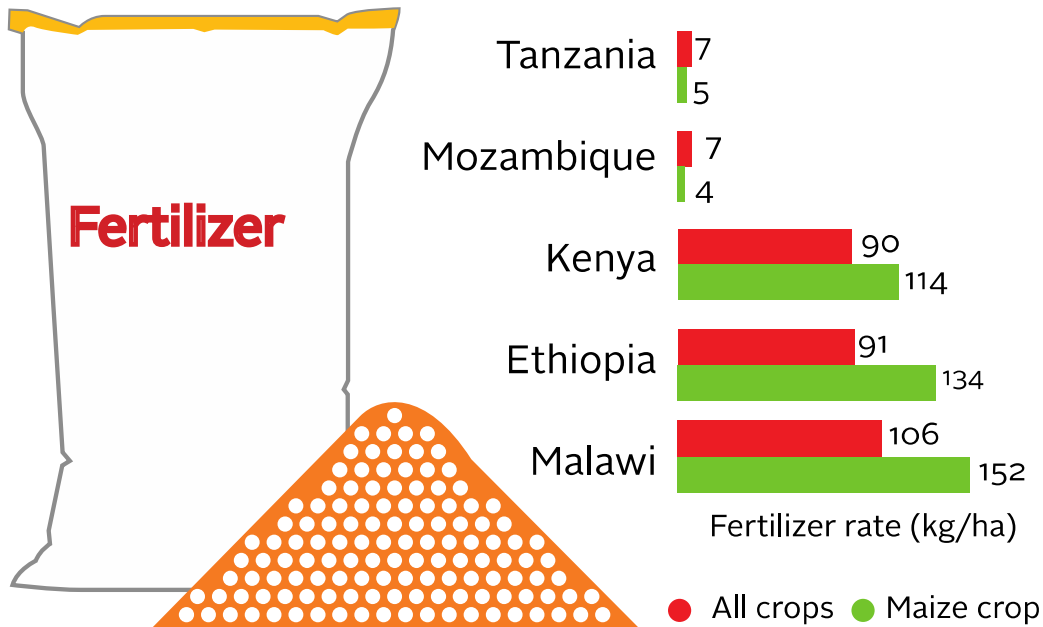 Fertilizer
Tanzania
7
5
Mozambique
7
4
Kenya
90
114
Ethiopia
91
134
Malawi
106
152
Fertilizer rate (kg/ha)
All crops
Maize crop